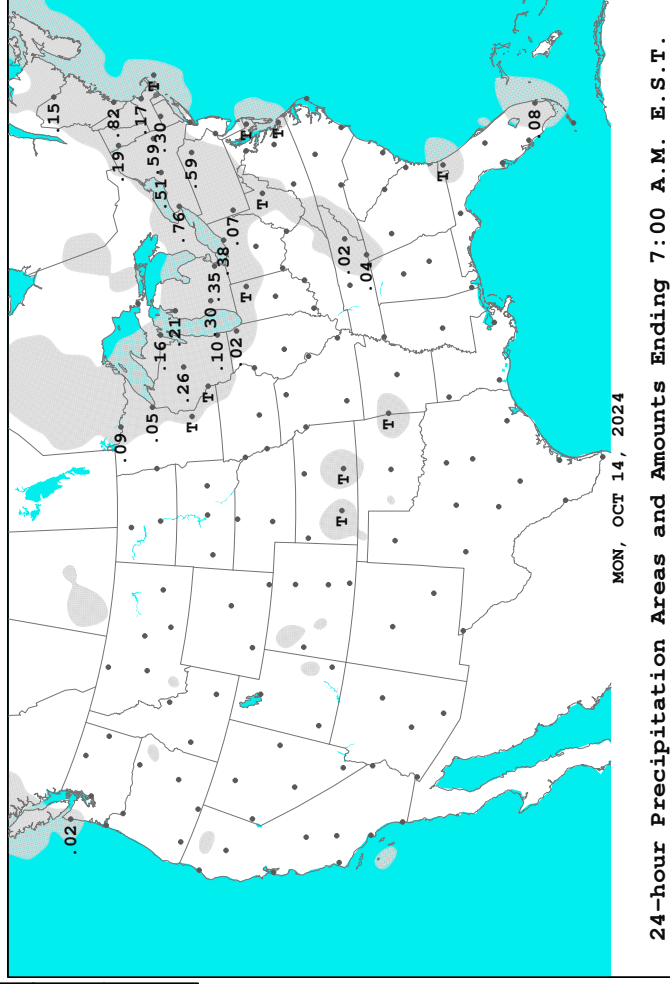 .15
.02
.82
.19
.09
.17
.05
.59
T
.30
.51
.16
.21
.76
.26
.59
T
T
.30
.35
.10
.38
.07
.02
T
T
T
T
T
T
.02
.04
T
T
.08
MON, OCT 14, 2024
24-hour Precipitation Areas and Amounts Ending 7:00 A.M. E.S.T.